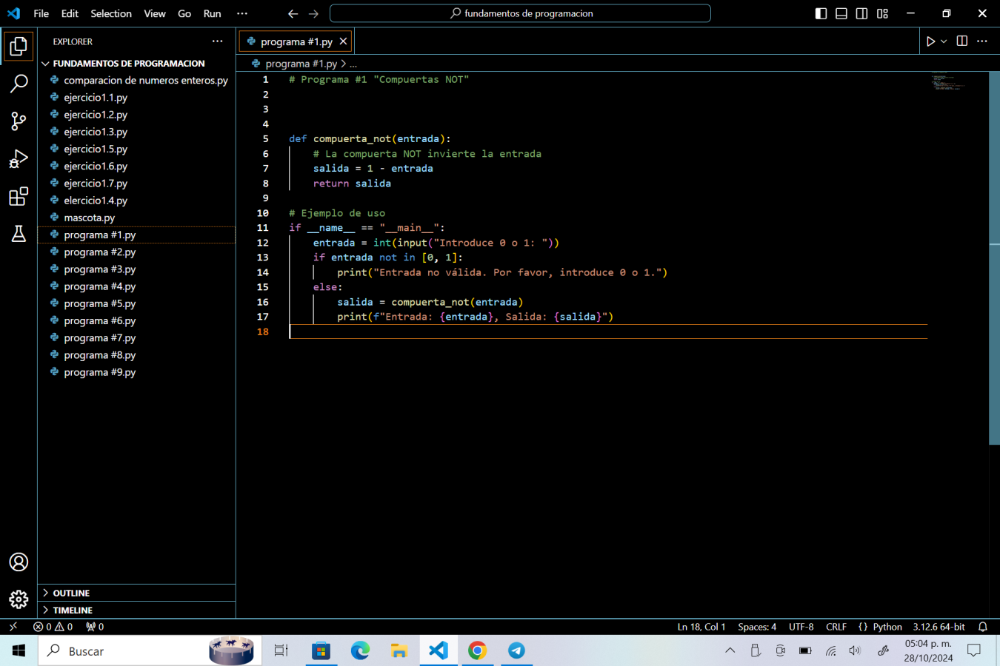 File Edit Selection View Go Run ···
fundamentos de programacion
EXPLORER ···
FUNDAMENTOS DE PROGRAMACION
comparacion de numeros enteros.py
ejercicio1.1.py
ejercicio1.2.py
ejercicio1.3.py
ejercicio1.5.py
ejercicio1.6.py
ejercicio1.7.py
elercicio1.4.py
mascota.py
programa #1.py
programa #2.py
programa #3.py
programa #4.py
programa #5.py
programa #6.py
programa #7.py
programa #8.py
programa #9.py
OUTLINE
TIMELINE
programa #1.py
programa #1.py > ...
1 # Programa #1 "Compuertas NOT"
2
3
4
5 def compuerta_not(entrada):
6     # La compuerta NOT invierte la entrada
7     salida = 1 - entrada
8     return salida
9
10 # Ejemplo de uso
11 if __name__ == "__main__":
12     entrada = int(input("Introduce 0 o 1: "))
13     if entrada not in [0, 1]:
14         print("Entrada no válida. Por favor, introduce 0 o 1.")
15     else:
16         salida = compuerta_not(entrada)
17         print(f"Entrada: {entrada}, Salida: {salida}")
18
0 0 0
Ln 18, Col 1 Spaces: 4 UTF-8 CRLF {} Python 3.12.6 64-bit
Buscar
05:04 p. m.
28/10/2024